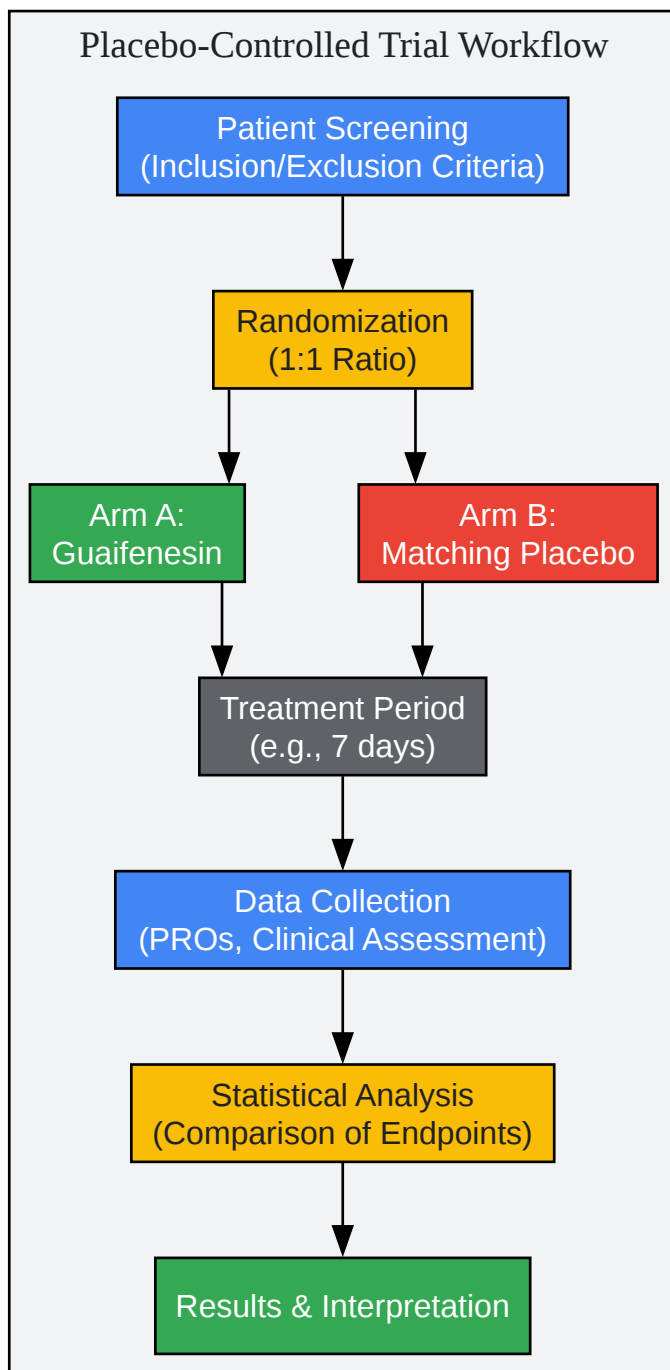 Placebo-Controlled Trial Workflow
Patient Screening
(Inclusion/Exclusion Criteria)
Randomization
(1:1 Ratio)
Arm A:
Guaifenesin
Arm B:
Matching Placebo
Treatment Period
(e.g., 7 days)
Data Collection
(PROs, Clinical Assessment)
Statistical Analysis
(Comparison of Endpoints)
Results & Interpretation